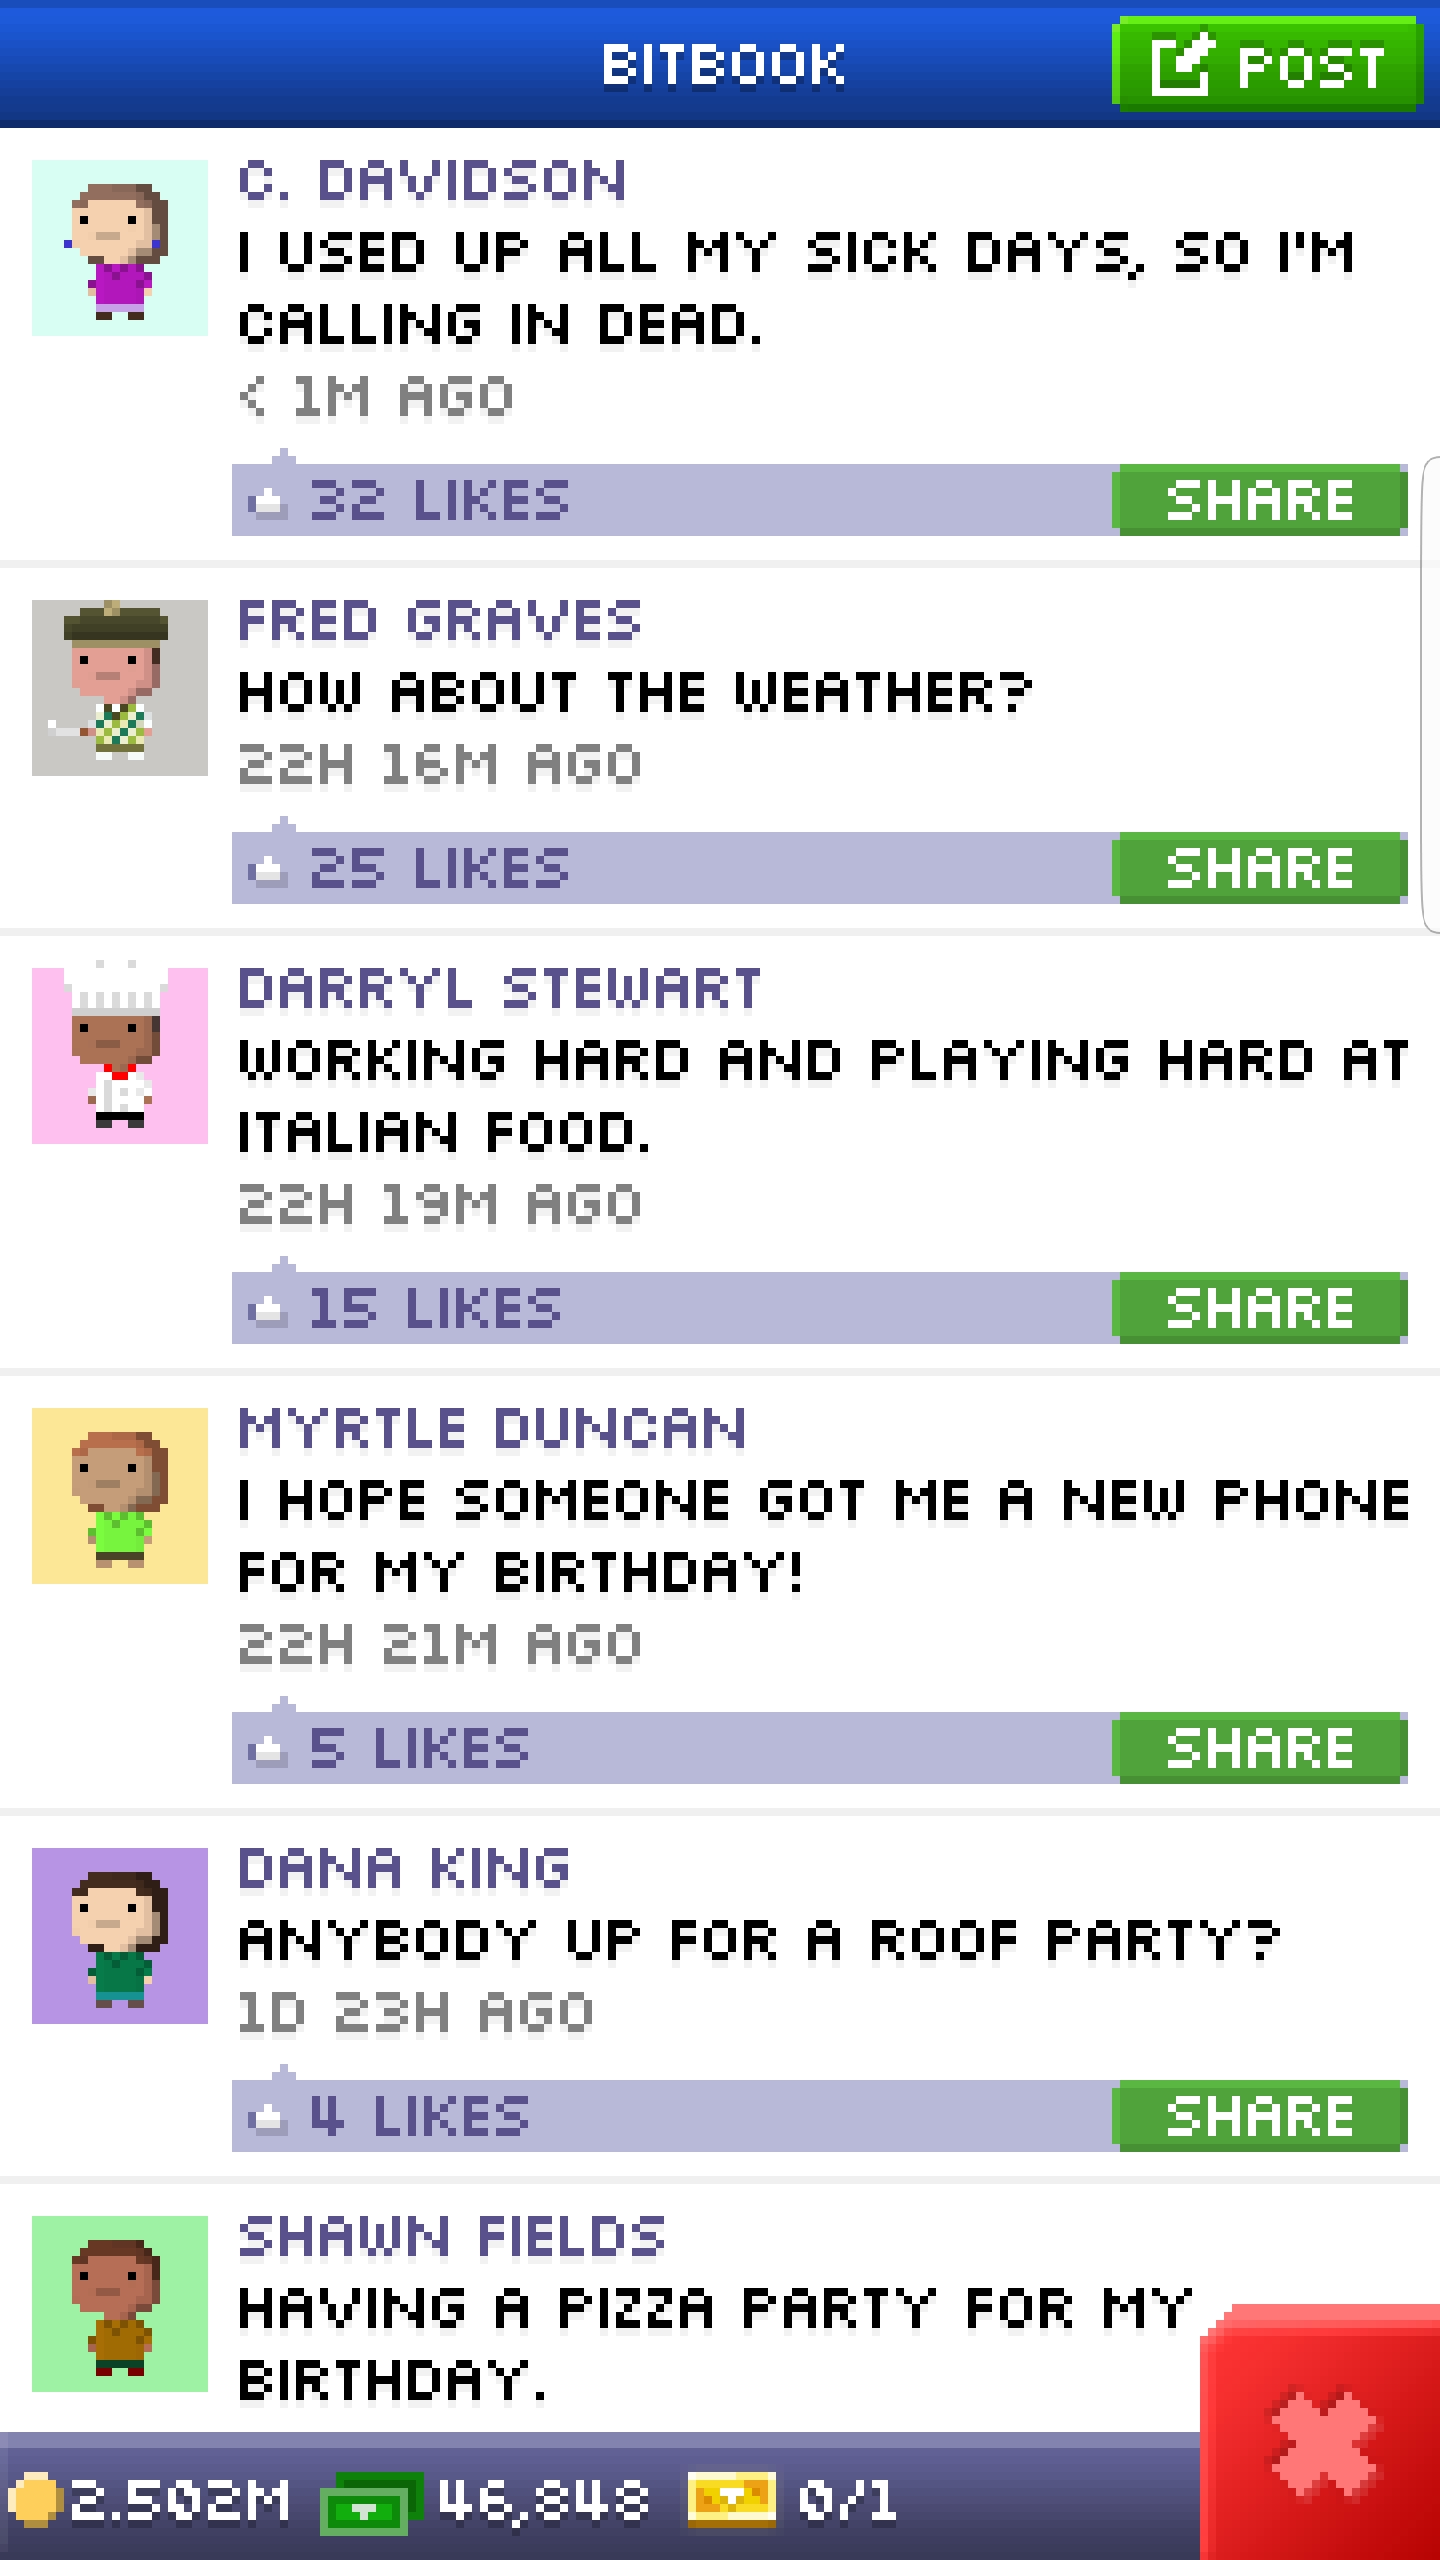 BITBOOK
POST
C. DAVIDSON
I USED UP ALL MY SICK DAYS, SO I'M
CALLING IN DEAD.
< 1M AGO
32 LIKES
SHARE
FRED GRAVES
HOW ABOUT THE WEATHER?
22H 16M AGO
25 LIKES
SHARE
DARRYL STEWART
WORKING HARD AND PLAYING HARD AT
ITALIAN FOOD.
22H 19M AGO
15 LIKES
SHARE
MYRTLE DUNCAN
I HOPE SOMEONE GOT ME A NEW PHONE
FOR MY BIRTHDAY!
22H 21M AGO
5 LIKES
SHARE
DANA KING
ANYBODY UP FOR A ROOF PARTY?
1D 23H AGO
4 LIKES
SHARE
SHAWN FIELDS
HAVING A PIZZA PARTY FOR MY
BIRTHDAY.
2.502M 46,848 0/1